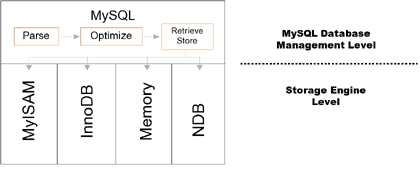 MySQL
Parse
Optimize
Retrieve
Store
MySQL Database
Management Level
MyISAM
InnoDB
Memory
NDB
Storage Engine
Level